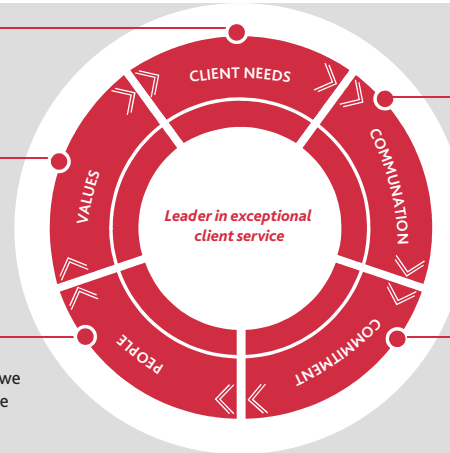 CLIENT NEEDS
COMMUNATION
COMMITMENT
PEOPLE
VALUES
Leader in exceptional
client service
we
e